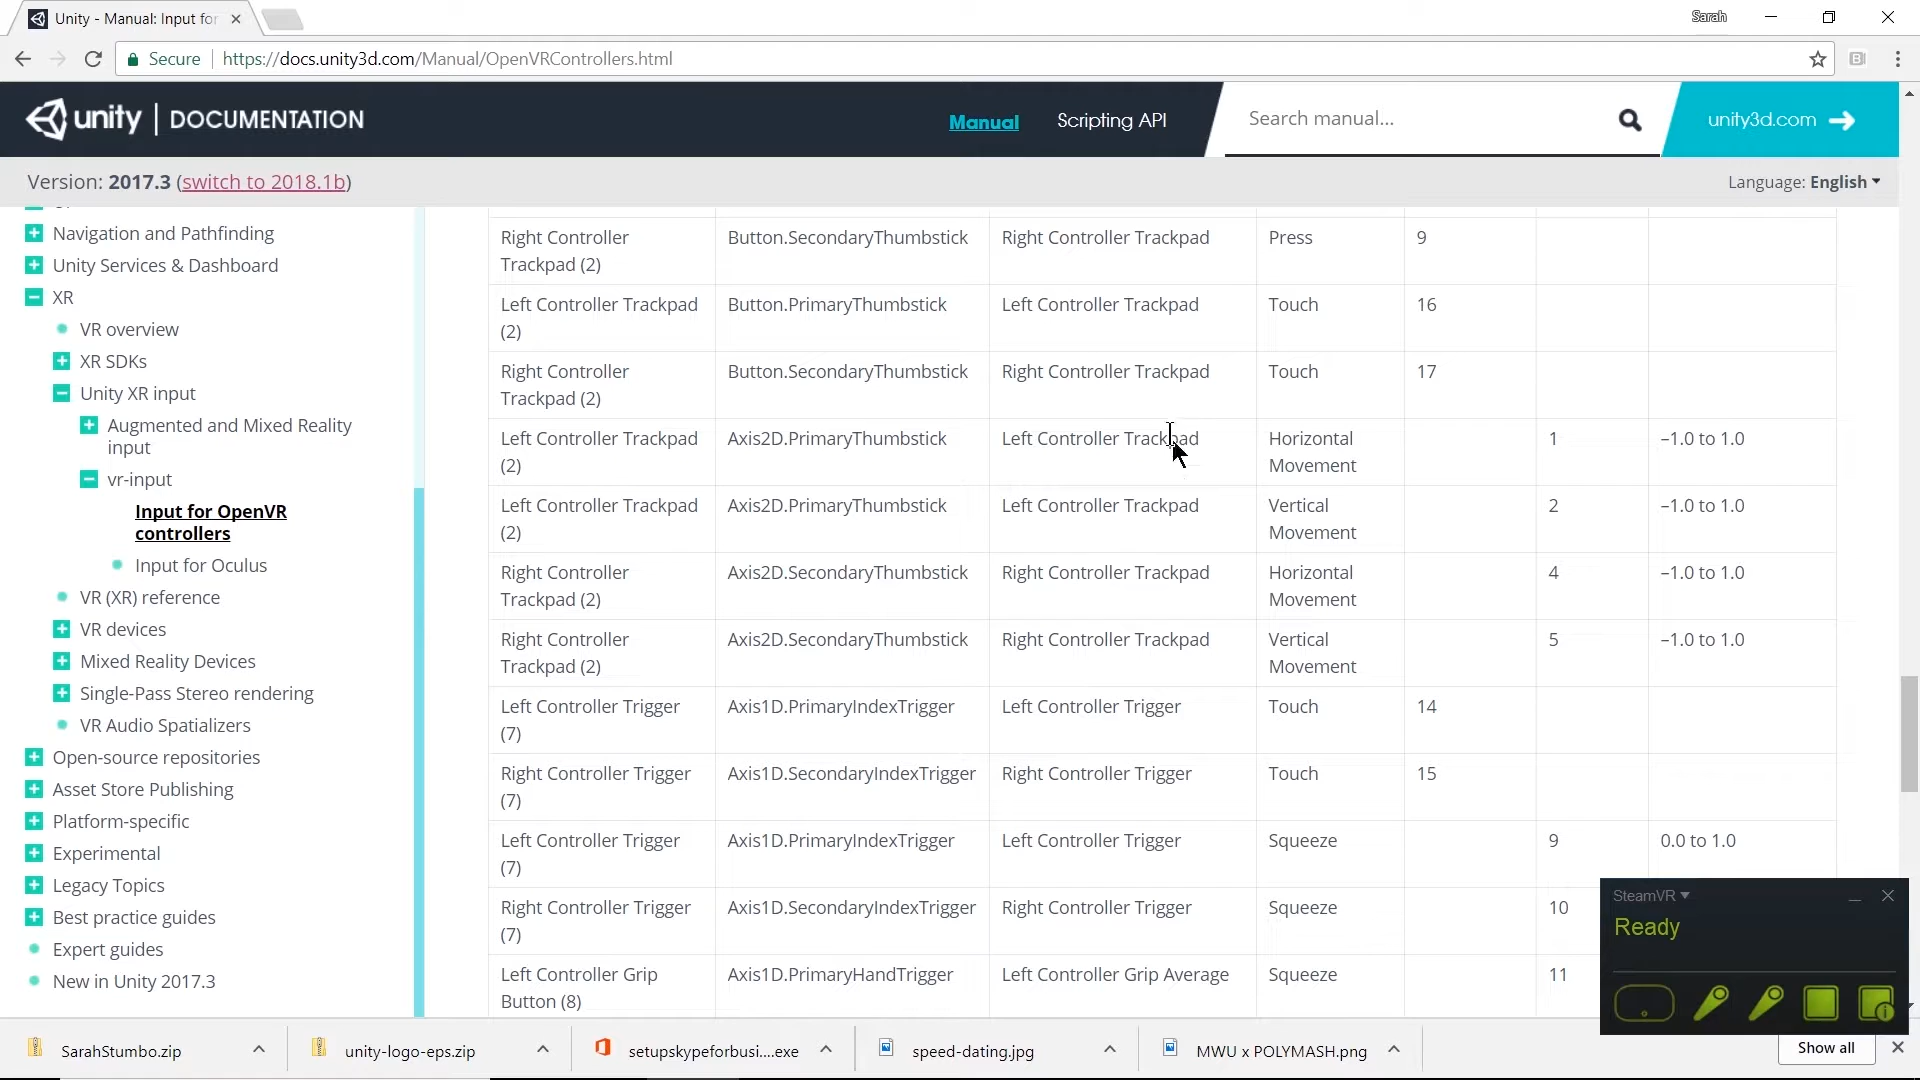 Unity - Manual: Input for
Sarah
Secure
https://docs.unity3d.com/Manual/OpenVRControllers.html
unity | DOCUMENTATION
Manual
Scripting API
Search manual...
unity3d.com
Version: 2017.3 (switch to 2018.1b)
Language: English
Navigation and Pathfinding
Unity Services & Dashboard
XR
VR overview
XR SDKs
Unity XR input
Augmented and Mixed Reality
input
vr-input
Input for OpenVR
controllers
Input for Oculus
VR (XR) reference
VR devices
Mixed Reality Devices
Single-Pass Stereo rendering
VR Audio Spatializers
Open-source repositories
Asset Store Publishing
Platform-specific
Experimental
Legacy Topics
Best practice guides
Expert guides
New in Unity 2017.3
Right Controller Button.SecondaryThumbstick Right Controller Trackpad Press 9
Trackpad (2)
Left Controller Trackpad Button.PrimaryThumbstick Left Controller Trackpad Touch 16
(2)
Right Controller Button.SecondaryThumbstick Right Controller Trackpad Touch 17
Trackpad (2)
Left Controller Trackpad Axis2D.PrimaryThumbstick Left Controller Trackpad Horizontal 1 –1.0 to 1.0
(2) Movement
Left Controller Trackpad Axis2D.PrimaryThumbstick Left Controller Trackpad Vertical 2 –1.0 to 1.0
(2) Movement
Right Controller Axis2D.SecondaryThumbstick Right Controller Trackpad Horizontal 4 –1.0 to 1.0
Trackpad (2) Movement
Right Controller Axis2D.SecondaryThumbstick Right Controller Trackpad Vertical 5 –1.0 to 1.0
Trackpad (2) Movement
Left Controller Trigger Axis1D.PrimaryIndexTrigger Left Controller Trigger Touch 14
(7)
Right Controller Trigger Axis1D.SecondaryIndexTrigger Right Controller Trigger Touch 15
(7)
Left Controller Trigger Axis1D.PrimaryIndexTrigger Left Controller Trigger Squeeze 9 0.0 to 1.0
(7)
Right Controller Trigger Axis1D.SecondaryIndexTrigger Right Controller Trigger Squeeze 10
(7)
Left Controller Grip Axis1D.PrimaryHandTrigger Left Controller Grip Average Squeeze 11
Button (8)
SteamVR
Ready
SarahStumbo.zip
unity-logo-eps.zip
setupskypeforbusi....exe
speed-dating.jpg
MWU x POLYMASH.png
Show all